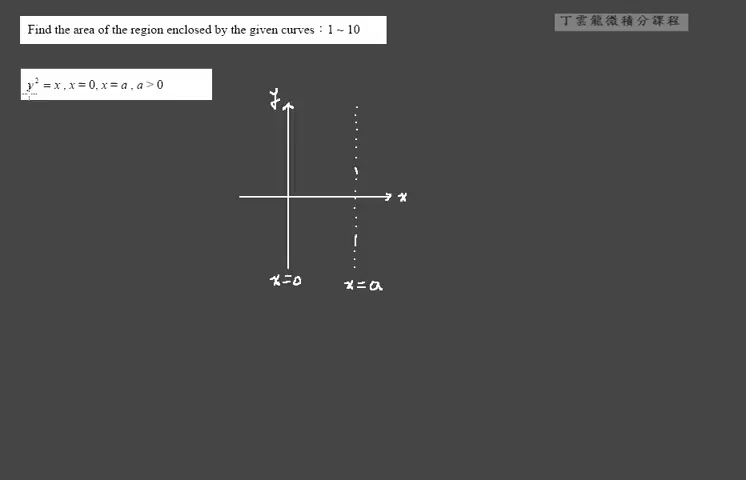 丁雲龍微積分課程
Find the area of the region enclosed by the given curves：1 ~ 10
y² = x , x = 0, x = a , a > 0
y
x
x=0
x=a